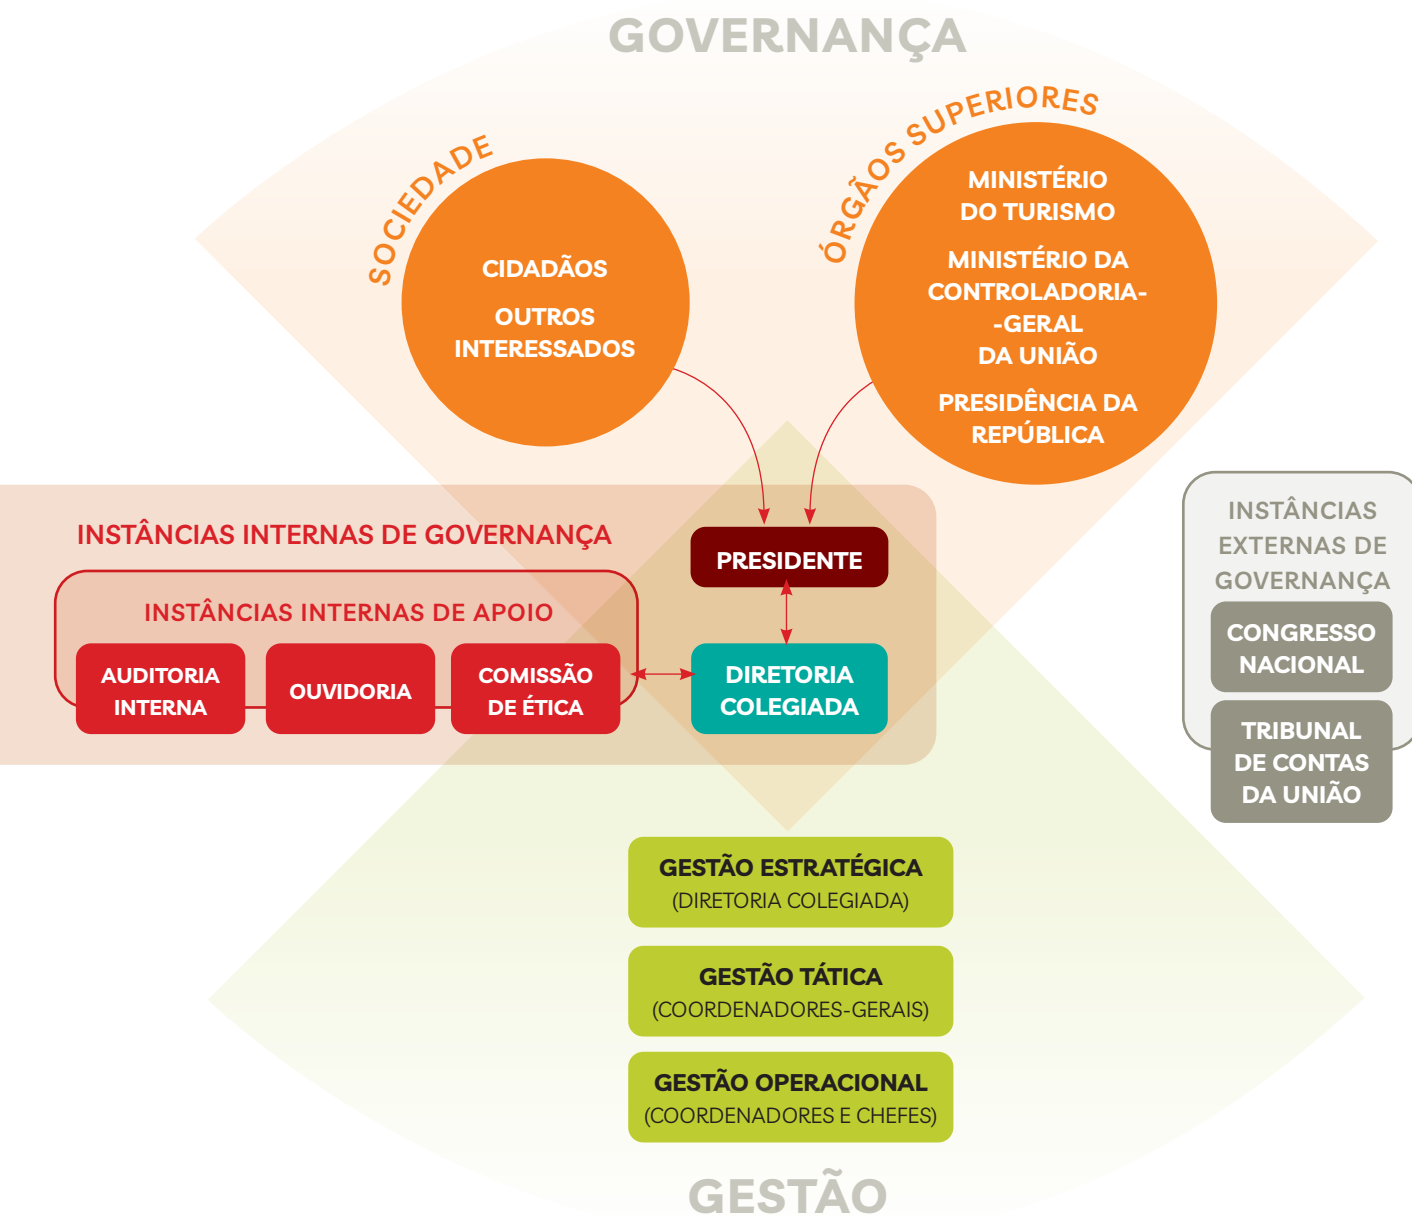 GOVERNANÇA
SOCIEDADE
CIDADÃOS
OUTROS
INTERESSADOS
ÓRGÃOS SUPERIORES
MINISTÉRIO
DO TURISMO
MINISTÉRIO DA
CONTROLADORIA-
-GERAL
DA UNIÃO
PRESIDÊNCIA DA
REPÚBLICA
INSTÂNCIAS INTERNAS DE GOVERNANÇA
INSTÂNCIAS INTERNAS DE APOIO
AUDITORIA
INTERNA
OUVIDORIA
COMISSÃO
DE ÉTICA
PRESIDENTE
DIRETORIA
COLEGIADA
INSTÂNCIAS
EXTERNAS DE
GOVERNANÇA
CONGRESSO
NACIONAL
TRIBUNAL
DE CONTAS
DA UNIÃO
GESTÃO ESTRATÉGICA
(DIRETORIA COLEGIADA)
GESTÃO TÁTICA
(COORDENADORES-GERAIS)
GESTÃO OPERACIONAL
(COORDENADORES E CHEFES)
GESTÃO